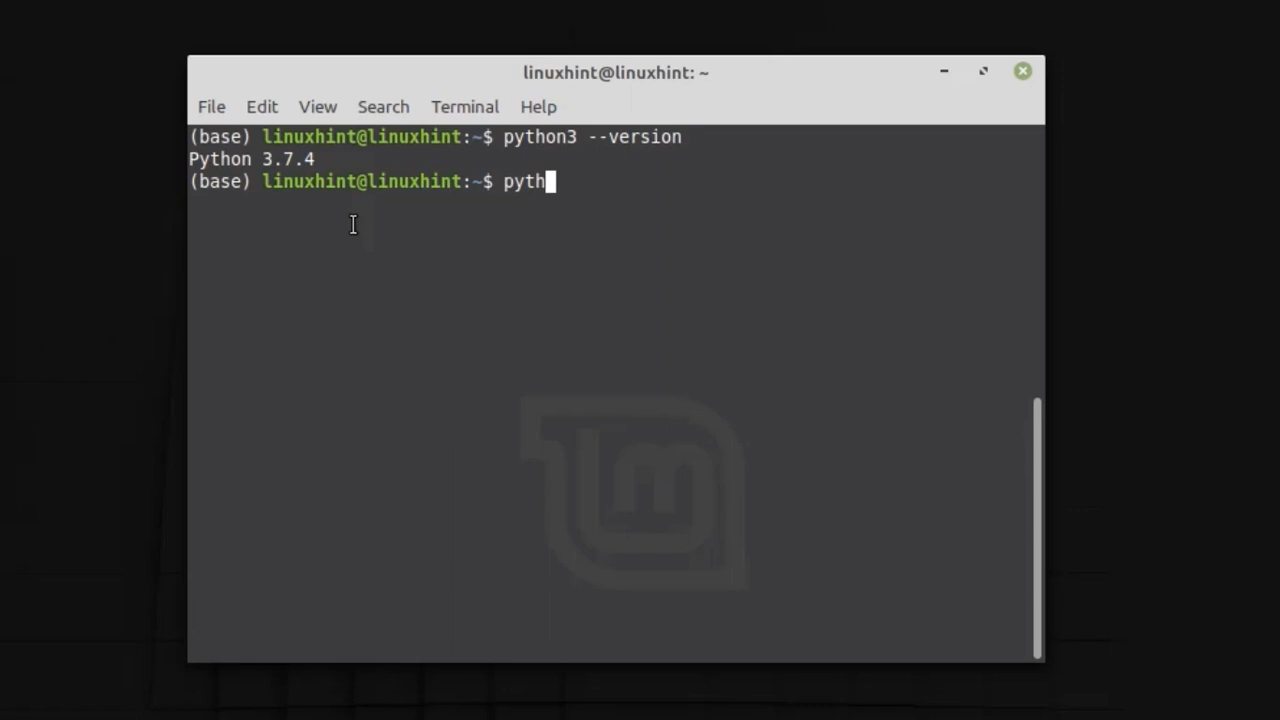 linuxhint@linuxhint: ~
File Edit View Search Terminal Help
(base) linuxhint@linuxhint:~$ python3 --version
Python 3.7.4
(base) linuxhint@linuxhint:~$ pyth